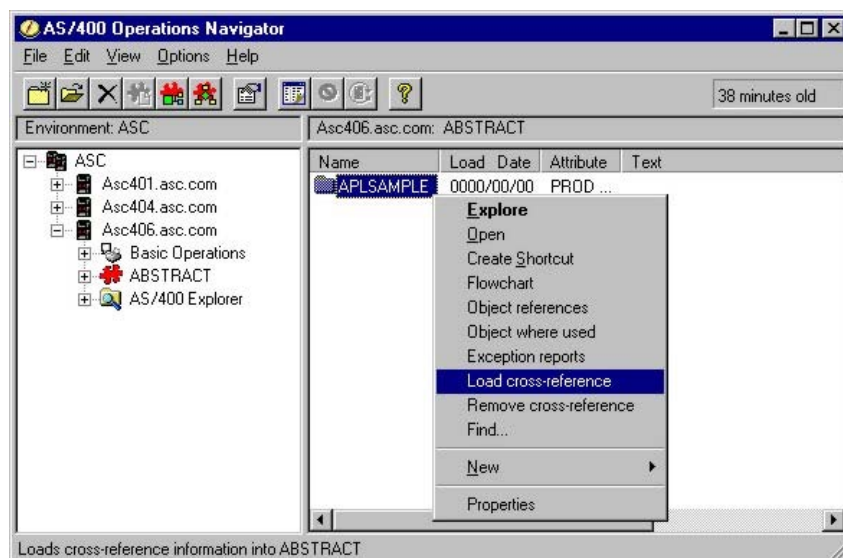 AS/400 Operations Navigator
File Edit View Options Help
38 minutes old
Environment: ASC
Asc406.asc.com: ABSTRACT
ASC
Asc401.asc.com
Asc404.asc.com
Asc406.asc.com
Basic Operations
ABSTRACT
AS/400 Explorer
Name Load Date Attribute Text
APLSAMPLE 0000/00/00 PROD ...
Explore
Open
Create Shortcut
Flowchart
Object references
Object where used
Exception reports
Load cross-reference
Remove cross-reference
Find...
New
Properties
Loads cross-reference information into ABSTRACT